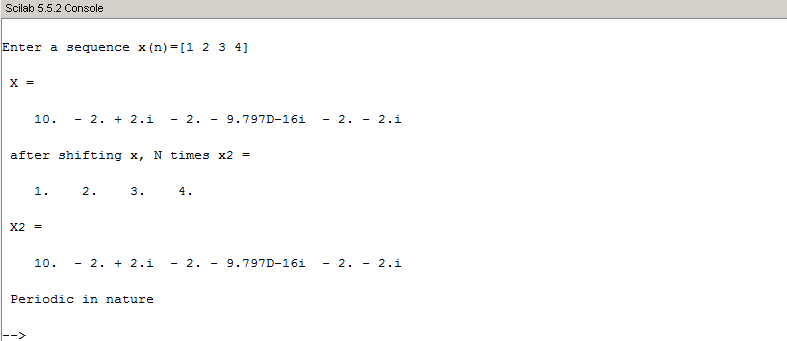 Scilab 5.5.2 Console
Enter a sequence x(n)=[1 2 3 4]
X =
10. - 2. + 2.i - 2. - 9.797D-16i - 2. - 2.i
after shifting x, N times x2 =
1. 2. 3. 4.
X2 =
10. - 2. + 2.i - 2. - 9.797D-16i - 2. - 2.i
Periodic in nature
-->